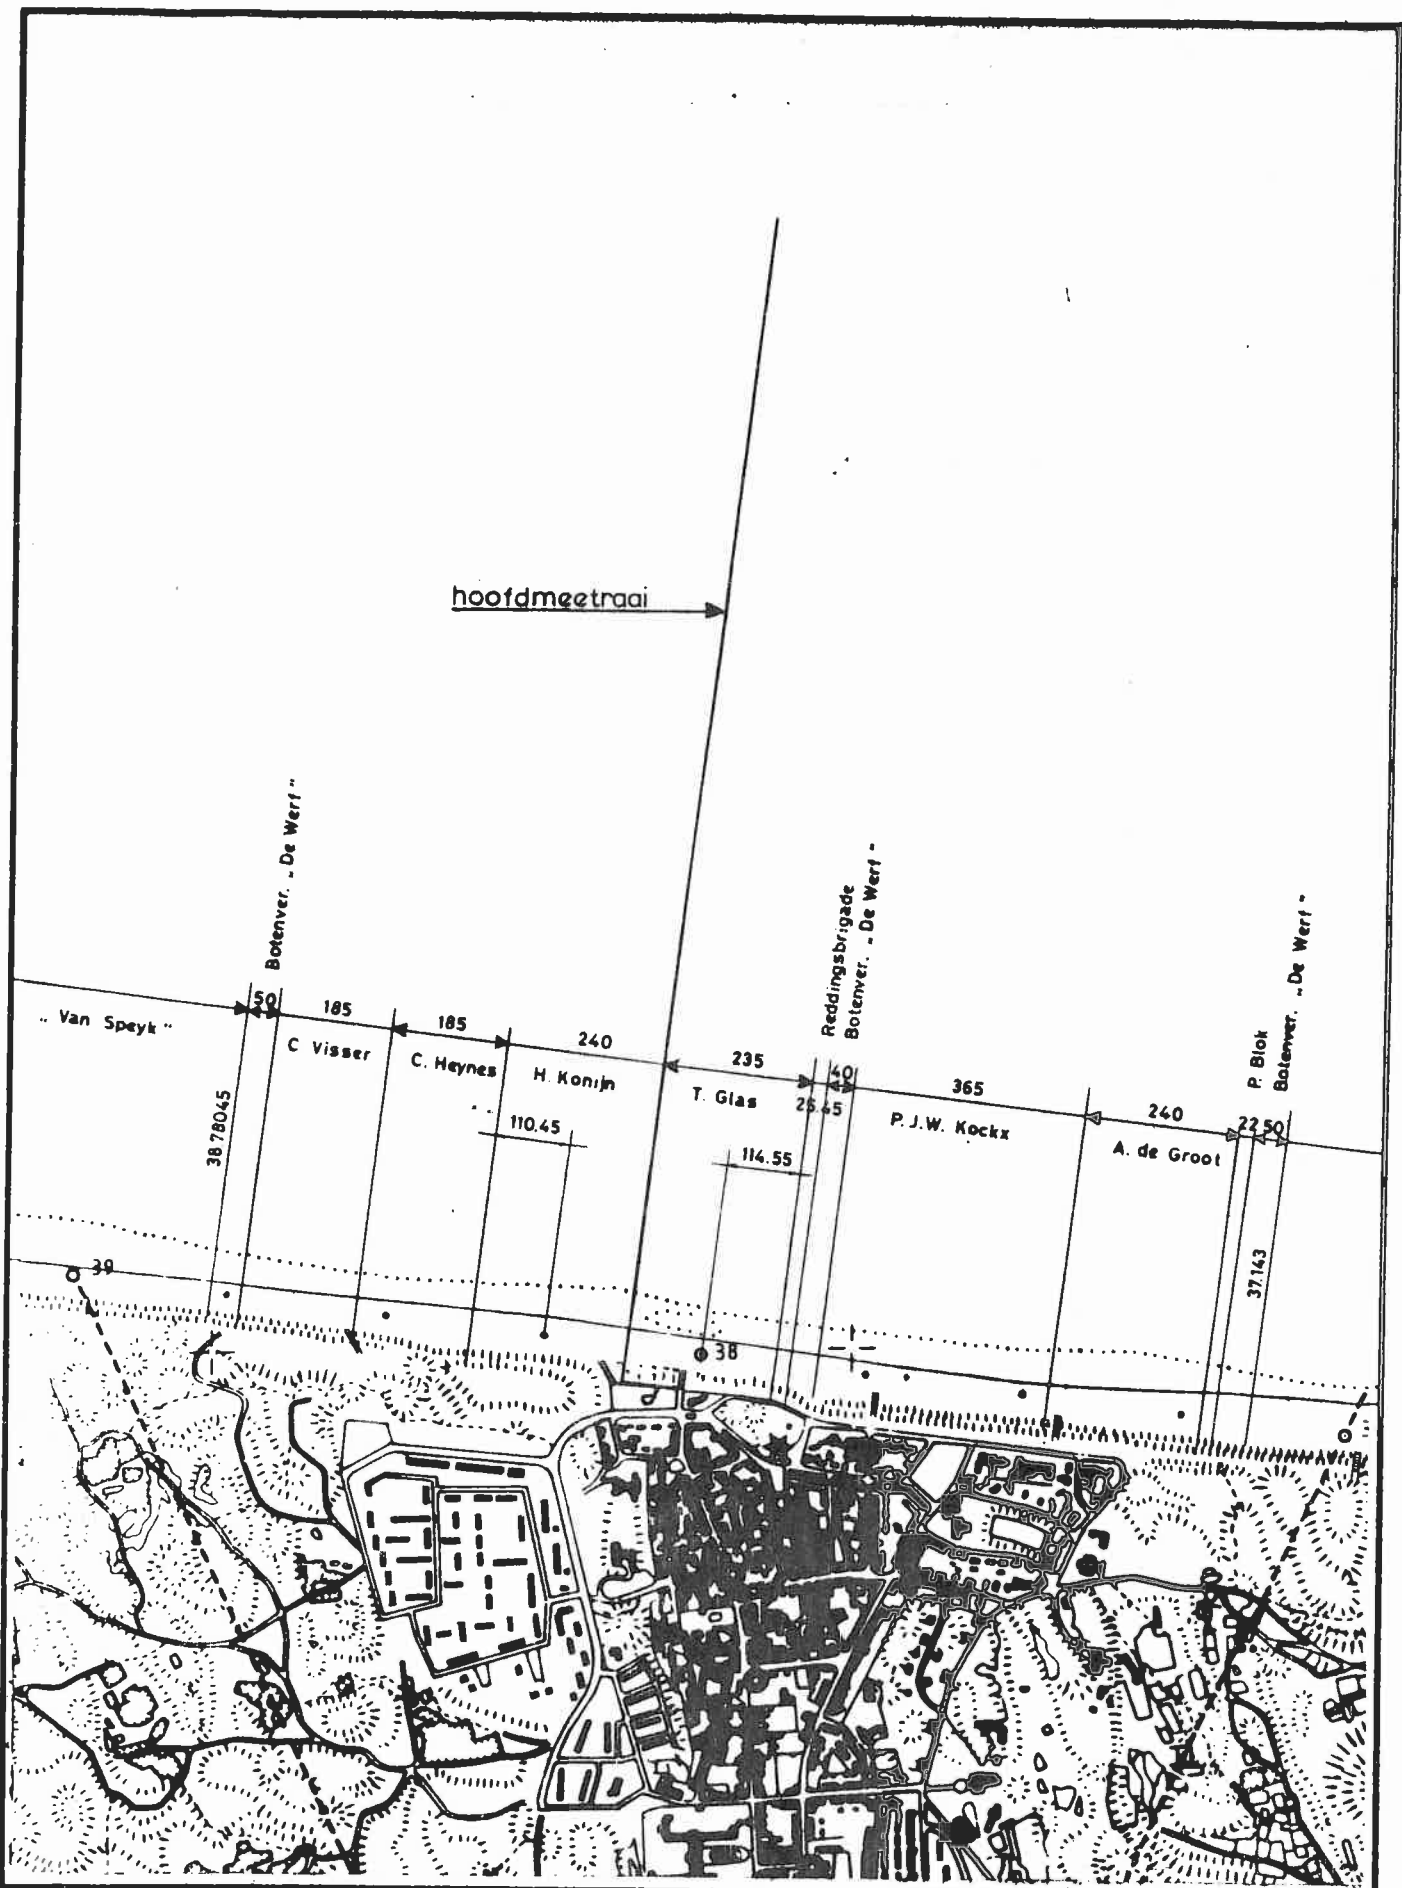 hoofdmeetraai
Botenver. „De Werf"
Reddingsbrigade
Botenver. „De Werf"
P. Blok
Botenver. „De Werf"
„Van Speyk"
50
185
C Visser
185
C. Heynes
240
H. Konijn
235
T. Glas
26.45
40
365
P.J.W. Kockx
240
A. de Groot
22
50
38.78045
110.45
114.55
37.143
39
38